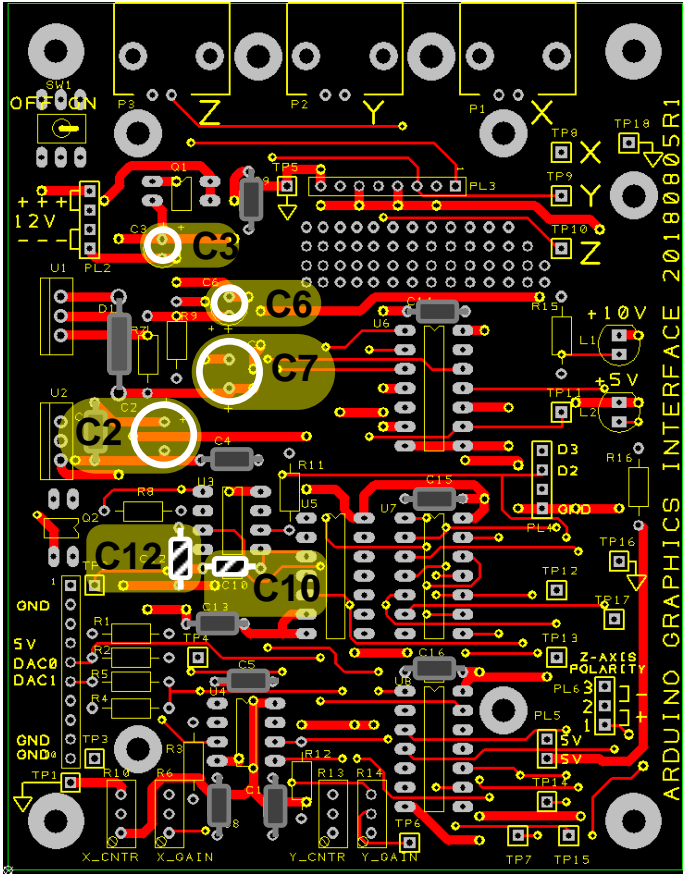 SW1
OFF ON
P3
Z
P2
Y
P1
X
TP8
X
TP18
TP9
Y
TP10
Z
Q1
TP5
PL3
+++
12V
---
PL2
C3
C3
U1
D1
C6
C6
R9
C7
U6
R15
+10V
L1
+5V
L2
TP11
U2
C2
C2
C4
D3
D2
GND
PL4
R16
R11
U3
R8
Q2
U5
U7
C15
C12
C10
C10
TP16
TP12
TP17
1
GND
5V
DAC0
DAC1
GND
GND
R1
R2
R5
R4
C13
TP4
C5
U4
C16
U8
TP13
Z-AXIS
POLARITY
PL6
3
2
1
-
+
PL5
5V
5V
TP3
TP1
R3
R10
R6
R12
R13
R14
X_CNTR
X_GAIN
Y_CNTR
Y_GAIN
TP6
TP14
TP7
TP15
ARDUINO GRAPHICS INTERFACE 20180805R1